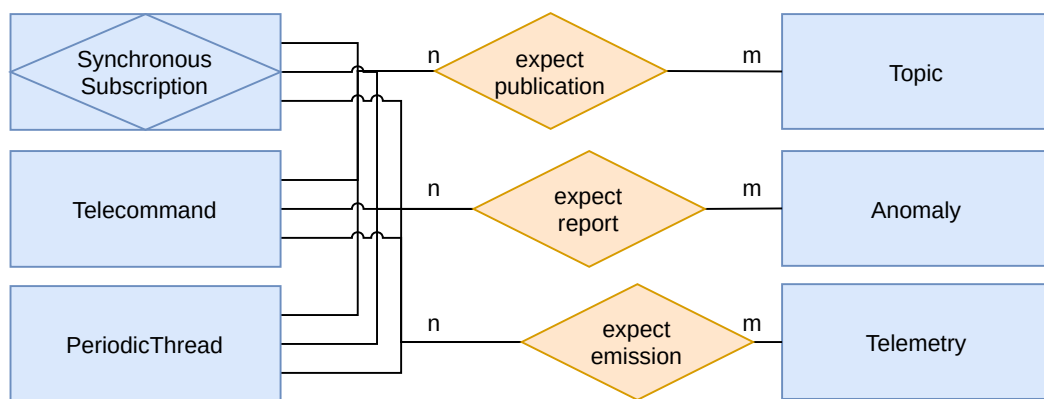 Synchronous
Subscription
n
expect
publication
m
Topic
Telecommand
n
expect
report
m
Anomaly
PeriodicThread
n
expect
emission
m
Telemetry